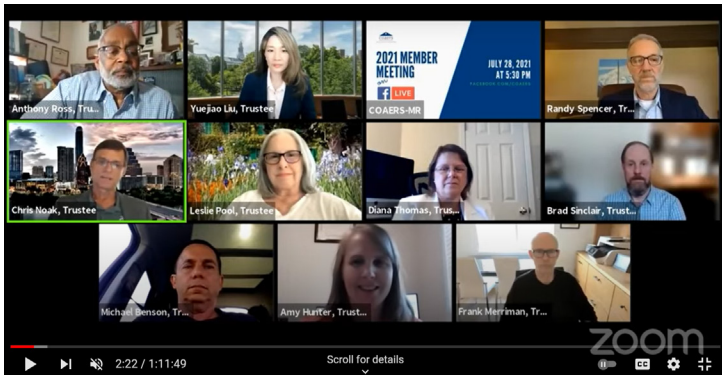 Anthony Ross, Tru...
Yuejiao Liu, Trustee
2021 MEMBER
MEETING
LIVE
JULY 28, 2021
AT 5:30 PM
COAERS-MR
Randy Spencer, Tr...
Chris Noak, Trustee
Leslie Pool, Trustee
Diana Thomas, Trus...
Brad Sinclair, Trust...
Michael Benson, Tr...
Amy Hunter, Trust...
Frank Merriman, Tr...
zoom
2:22 / 1:11:49
Scroll for details
CC